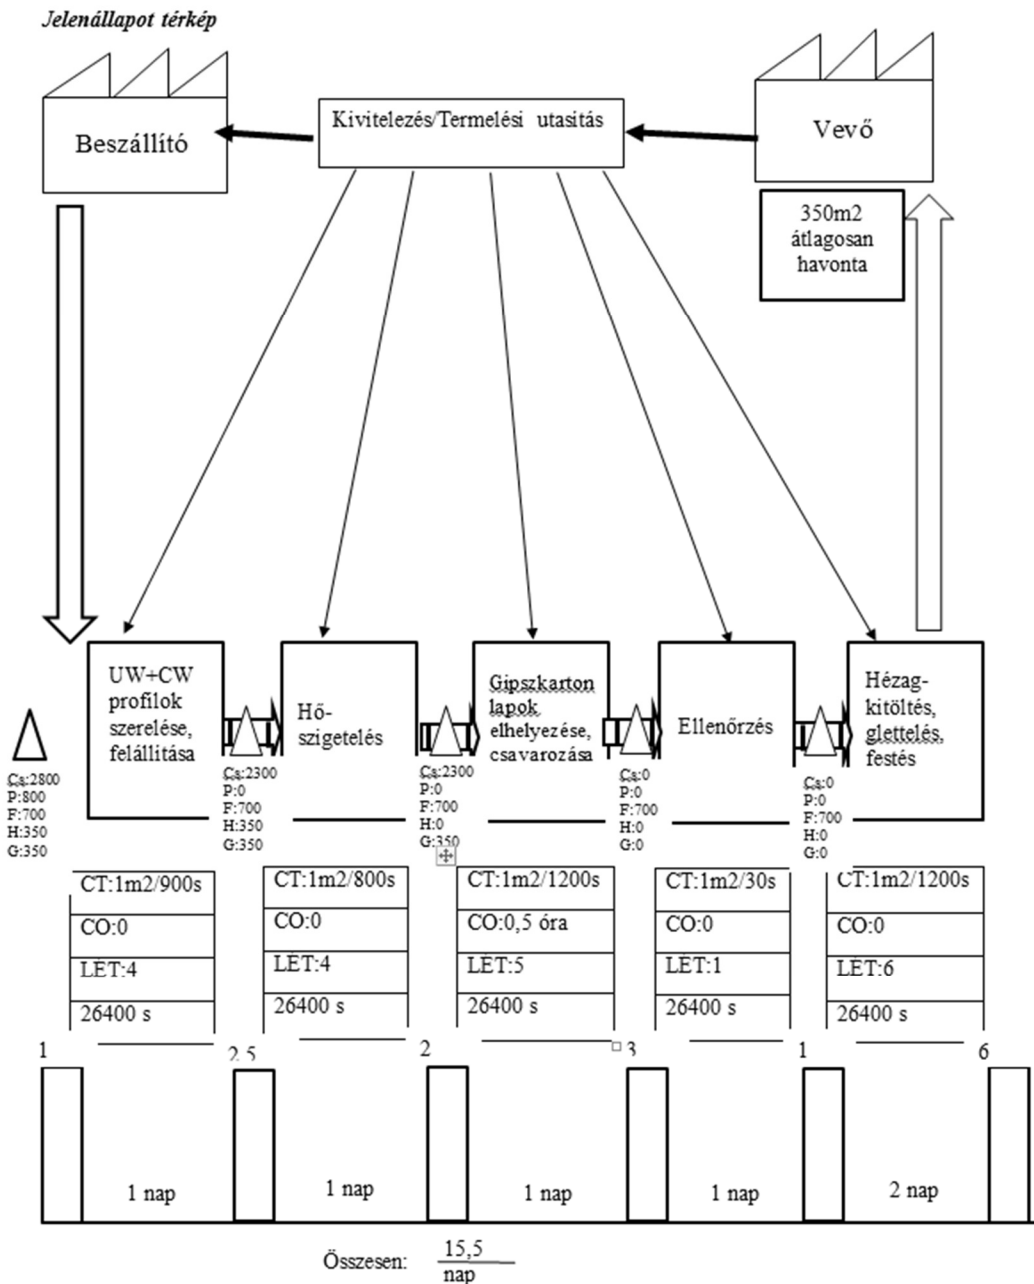 Jelenállapot térkép
Beszállító
Kivitelezés/Termelési utasítás
Vevő
350m2
átlagosan
havonta
UW+CW
profilok
szerelése,
felállítása
Hő-
szigetelés
Gipszkarton
lapok
elhelyezése,
csavarozása
Ellenőrzés
Hézag-
kitöltés,
glettelés,
festés
Cs:2800
P:800
F:700
H:350
G:350
Cs:2300
P:0
F:700
H:350
G:350
Cs:2300
P:0
F:700
H:0
G:350
Cs:0
P:0
F:700
H:0
G:0
Cs:0
P:0
F:700
H:0
G:0
CT:1m2/900s
CO:0
LÉT:4
26400 s
CT:1m2/800s
CO:0
LÉT:4
26400 s
CT:1m2/1200s
CO:0,5 óra
LÉT:5
26400 s
CT:1m2/30s
CO:0
LÉT:1
26400 s
CT:1m2/1200s
CO:0
LÉT:6
26400 s
1
2,5
2
3
1
6
1 nap
1 nap
1 nap
1 nap
2 nap
Összesen:
15,5
nap